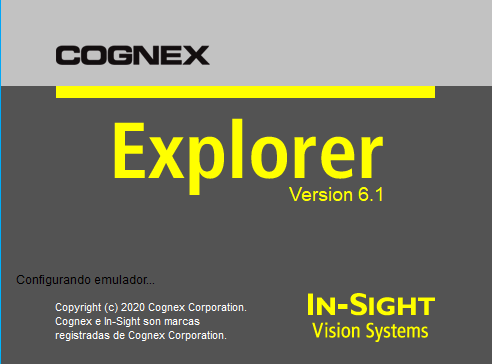 COGNEX
Explorer
Version 6.1
Configurando emulador...
Copyright (c) 2020 Cognex Corporation.
Cognex e In-Sight son marcas
registradas de Cognex Corporation.
IN-SIGHT
Vision Systems